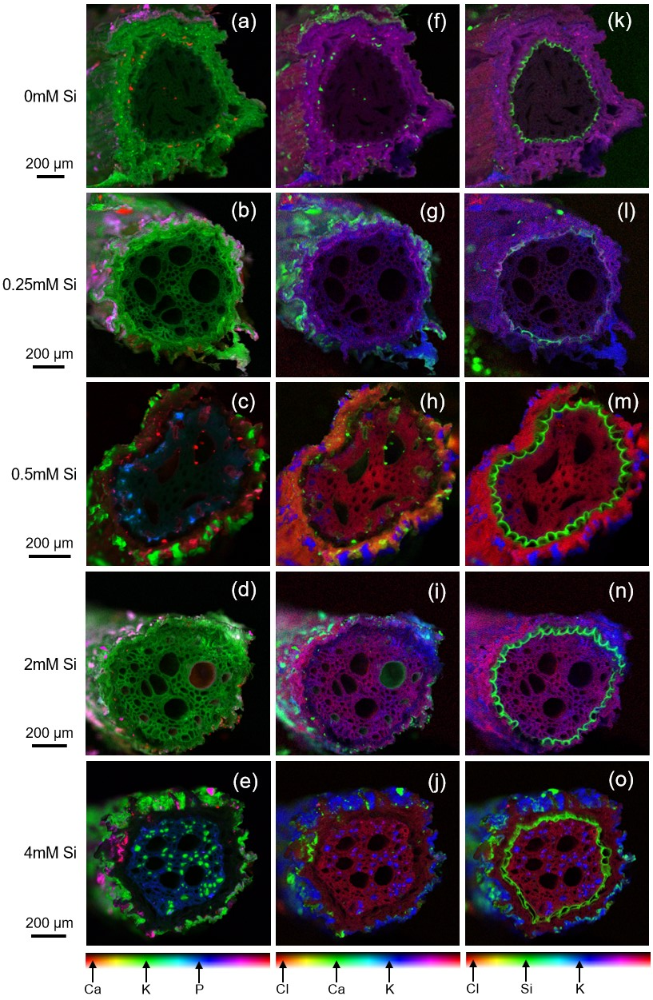 (a) (f) (k)
0mM Si
200 µm
(b) (g) (l)
0.25mM Si
200 µm
(c) (h) (m)
0.5mM Si
200 µm
(d) (i) (n)
2mM Si
200 µm
(e) (j) (o)
4mM Si
200 µm
Ca K P Cl Ca K Cl Si K